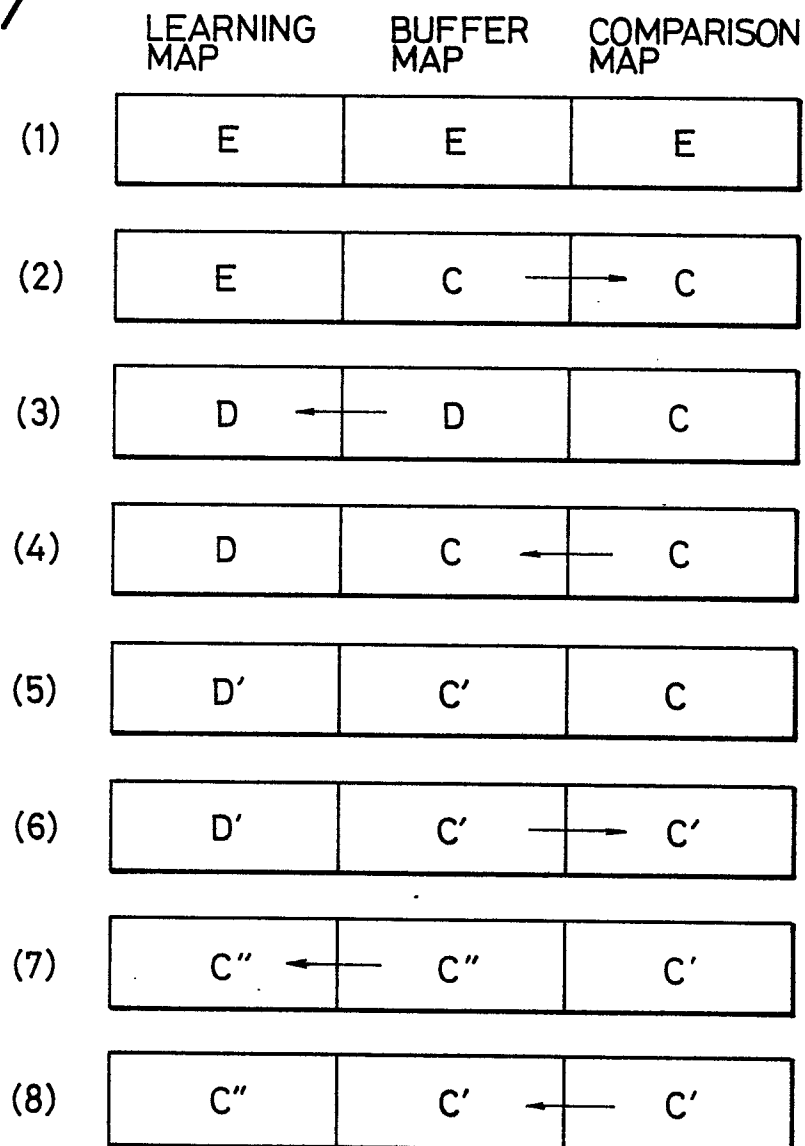 LEARNING MAP BUFFER MAP COMPARISON MAP
(1) E E E
(2) E C → C
(3) D ← D C
(4) D C ← C
(5) D′ C′ C
(6) D′ C′ → C′
(7) C″ ← C″ C′
(8) C″ C′ ← C′